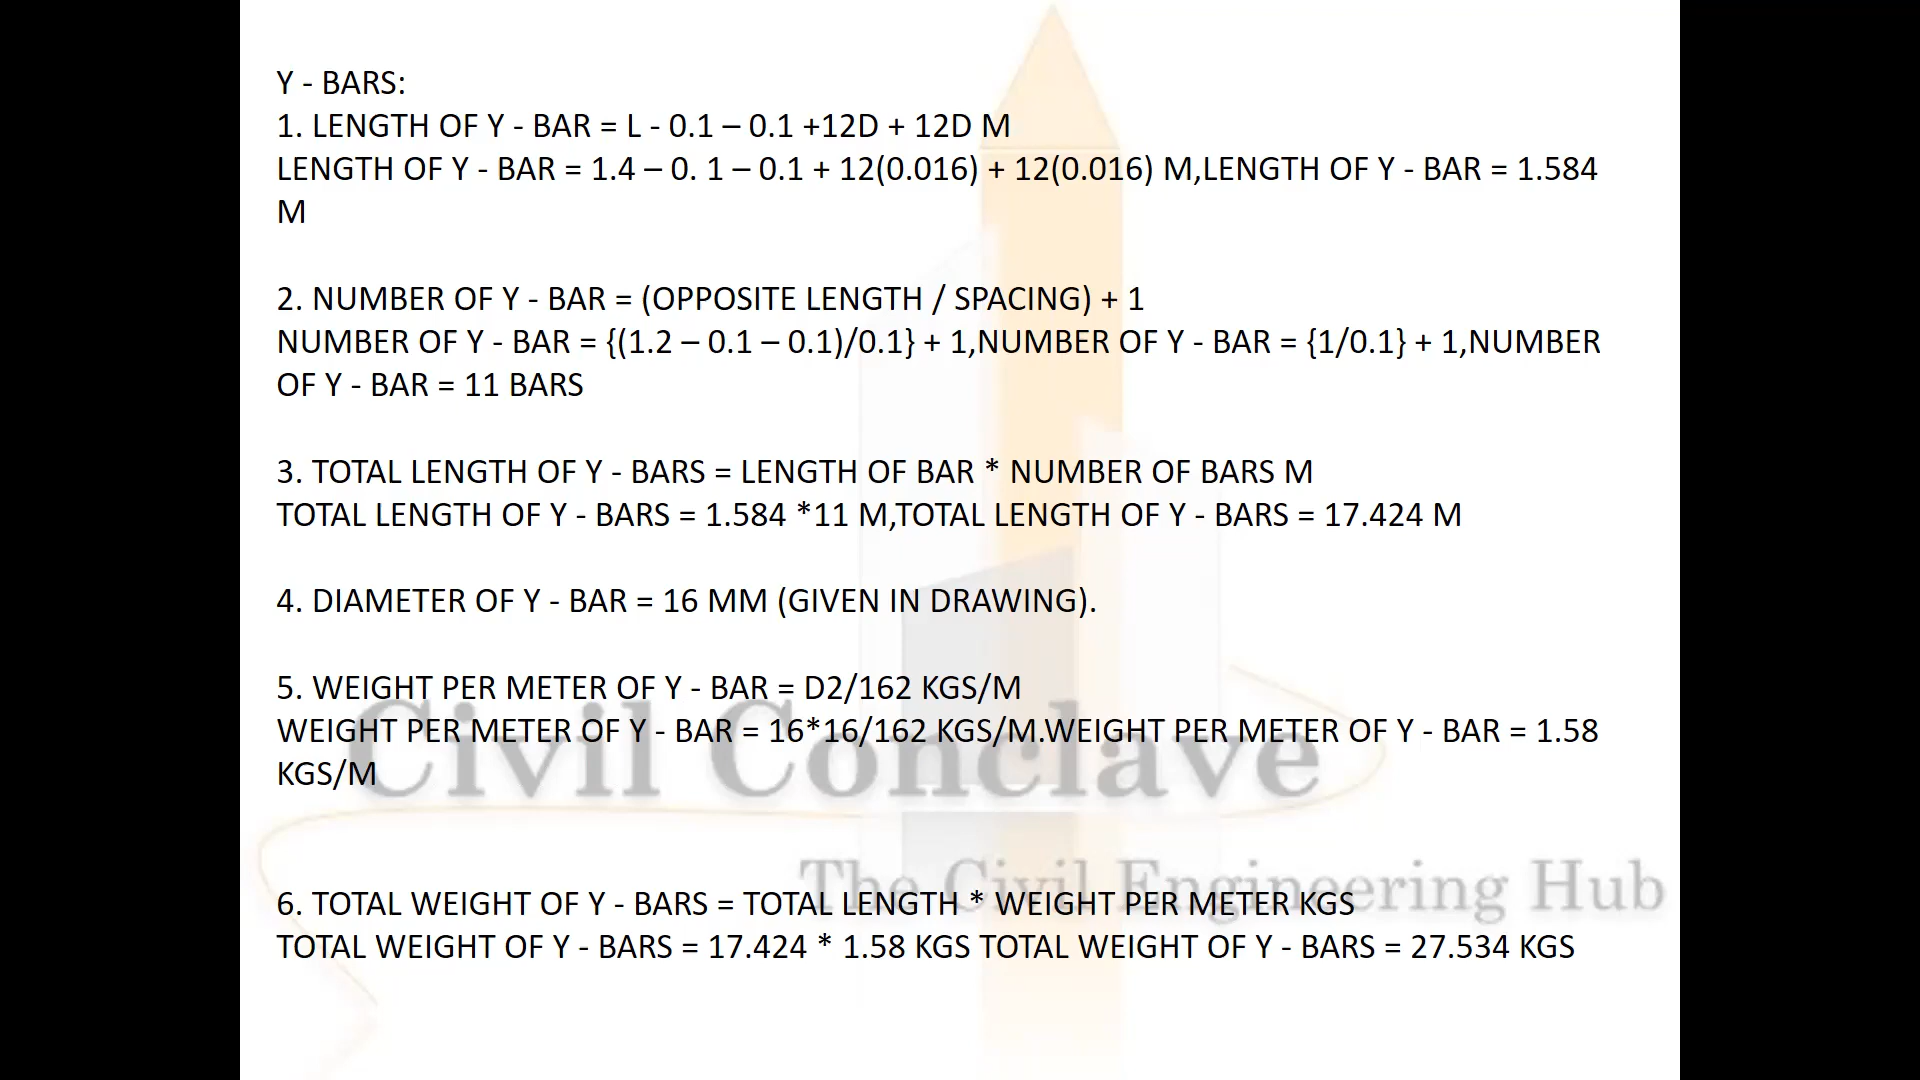 Y - BARS:
1. LENGTH OF Y - BAR = L - 0.1 – 0.1 +12D + 12D M
LENGTH OF Y - BAR = 1.4 – 0. 1 – 0.1 + 12(0.016) + 12(0.016) M,LENGTH OF Y - BAR = 1.584
M
2. NUMBER OF Y - BAR = (OPPOSITE LENGTH / SPACING) + 1
NUMBER OF Y - BAR = {(1.2 – 0.1 – 0.1)/0.1} + 1,NUMBER OF Y - BAR = {1/0.1} + 1,NUMBER
OF Y - BAR = 11 BARS
3. TOTAL LENGTH OF Y - BARS = LENGTH OF BAR * NUMBER OF BARS M
TOTAL LENGTH OF Y - BARS = 1.584 *11 M,TOTAL LENGTH OF Y - BARS = 17.424 M
4. DIAMETER OF Y - BAR = 16 MM (GIVEN IN DRAWING).
5. WEIGHT PER METER OF Y - BAR = D2/162 KGS/M
WEIGHT PER METER OF Y - BAR = 16*16/162 KGS/M.WEIGHT PER METER OF Y - BAR = 1.58
KGS/M
Civil Conclave
The Civil Engineering Hub
6. TOTAL WEIGHT OF Y - BARS = TOTAL LENGTH * WEIGHT PER METER KGS
TOTAL WEIGHT OF Y - BARS = 17.424 * 1.58 KGS TOTAL WEIGHT OF Y - BARS = 27.534 KGS